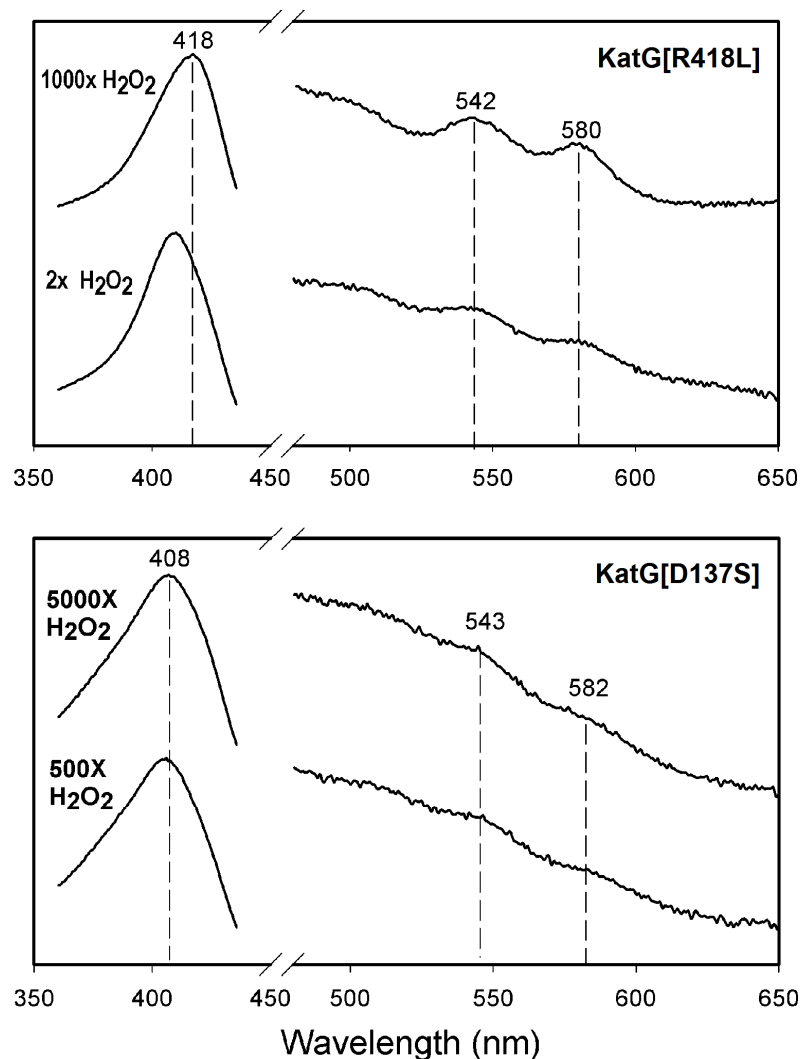 418
KatG[R418L]
1000x H2O2
542
580
2x H2O2
350 400 450 500 550 600 650
408
KatG[D137S]
5000X
H2O2
543
582
500X
H2O2
350 400 450 500 550 600 650
Wavelength (nm)